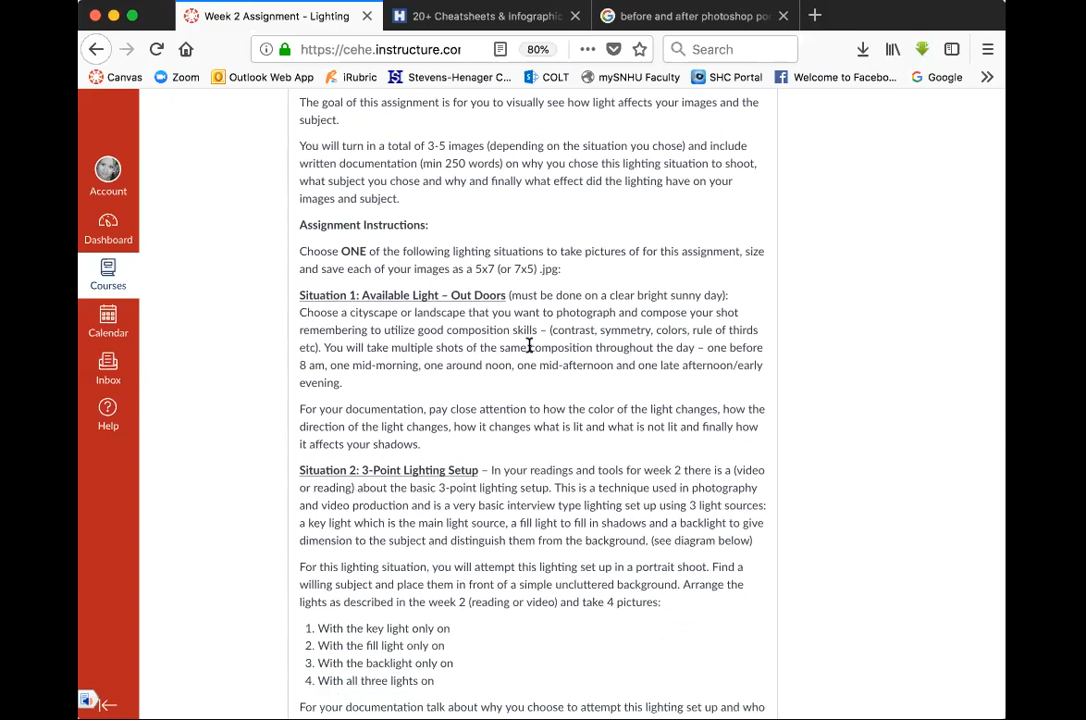 Week 2 Assignment - Lighting
20+ Cheatsheets & Infographic
before and after photoshop po
https://cehe.instructure.cor
80%
Search
Canvas
Zoom
Outlook Web App
iRubric
Stevens-Henager C...
COLT
mySNHU Faculty
SHC Portal
Welcome to Facebo...
Google
Account
Dashboard
Courses
Calendar
Inbox
Help
The goal of this assignment is for you to visually see how light affects your images and the
subject.
You will turn in a total of 3-5 images (depending on the situation you chose) and include
written documentation (min 250 words) on why you chose this lighting situation to shoot,
what subject you chose and why and finally what effect did the lighting have on your
images and subject.
Assignment Instructions:
Choose ONE of the following lighting situations to take pictures of for this assignment, size
and save each of your images as a 5x7 (or 7x5) .jpg:
Situation 1: Available Light – Out Doors (must be done on a clear bright sunny day):
Choose a cityscape or landscape that you want to photograph and compose your shot
remembering to utilize good composition skills – (contrast, symmetry, colors, rule of thirds
etc). You will take multiple shots of the same composition throughout the day – one before
8 am, one mid-morning, one around noon, one mid-afternoon and one late afternoon/early
evening.
For your documentation, pay close attention to how the color of the light changes, how the
direction of the light changes, how it changes what is lit and what is not lit and finally how
it affects your shadows.
Situation 2: 3-Point Lighting Setup – In your readings and tools for week 2 there is a (video
or reading) about the basic 3-point lighting setup. This is a technique used in photography
and video production and is a very basic interview type lighting set up using 3 light sources:
a key light which is the main light source, a fill light to fill in shadows and a backlight to give
dimension to the subject and distinguish them from the background. (see diagram below)
For this lighting situation, you will attempt this lighting set up in a portrait shoot. Find a
willing subject and place them in front of a simple uncluttered background. Arrange the
lights as described in the week 2 (reading or video) and take 4 pictures:
1. With the key light only on
2. With the fill light only on
3. With the backlight only on
4. With all three lights on
For your documentation talk about why you choose to attempt this lighting set up and who